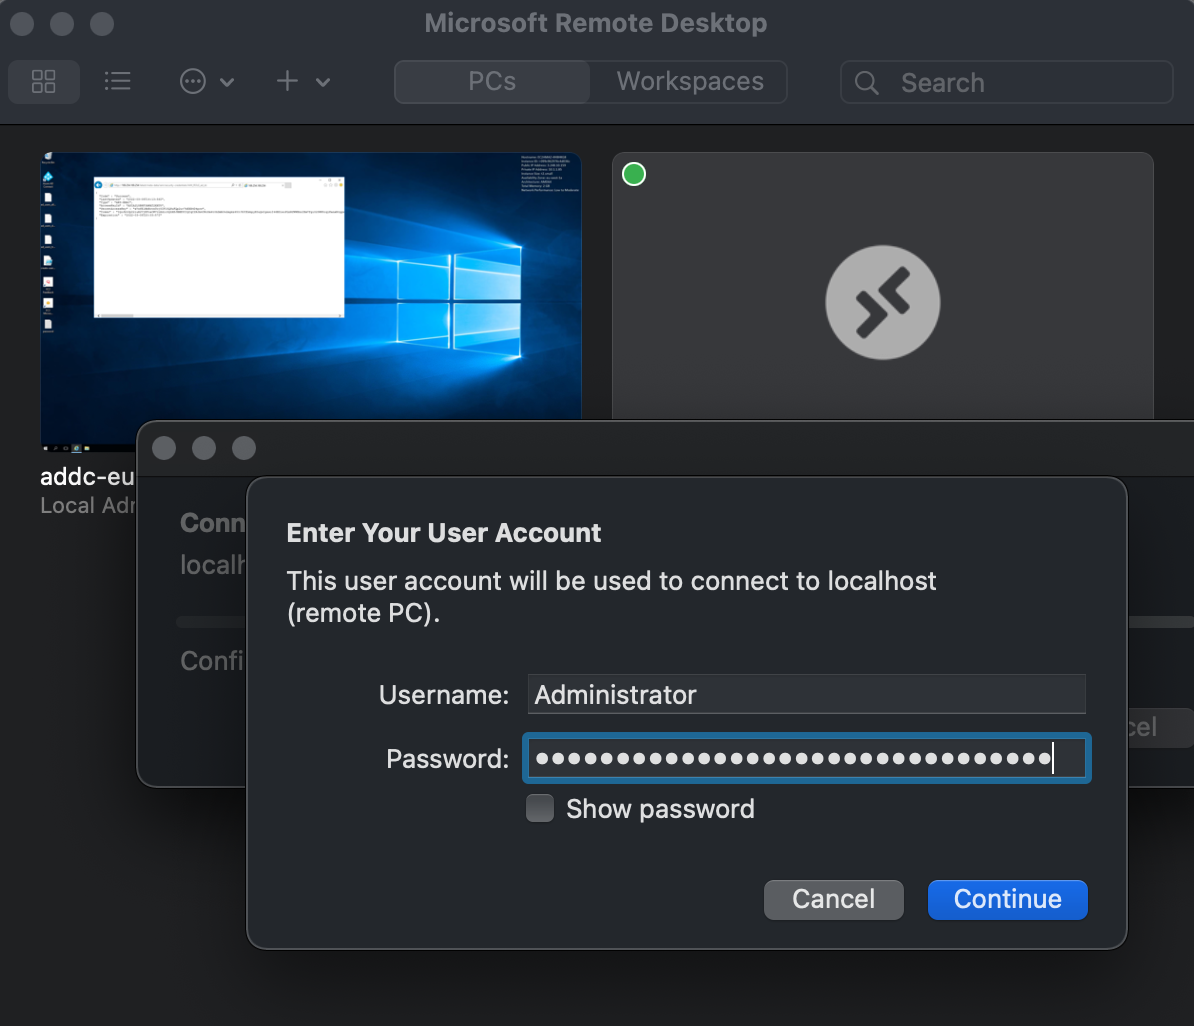 Microsoft Remote Desktop
PCs
Workspaces
Search
addc-eu
Local Adr
Conn
localh
Confi
cel
Enter Your User Account
This user account will be used to connect to localhost
(remote PC).
Username: Administrator
Password:
Show password
Cancel
Continue